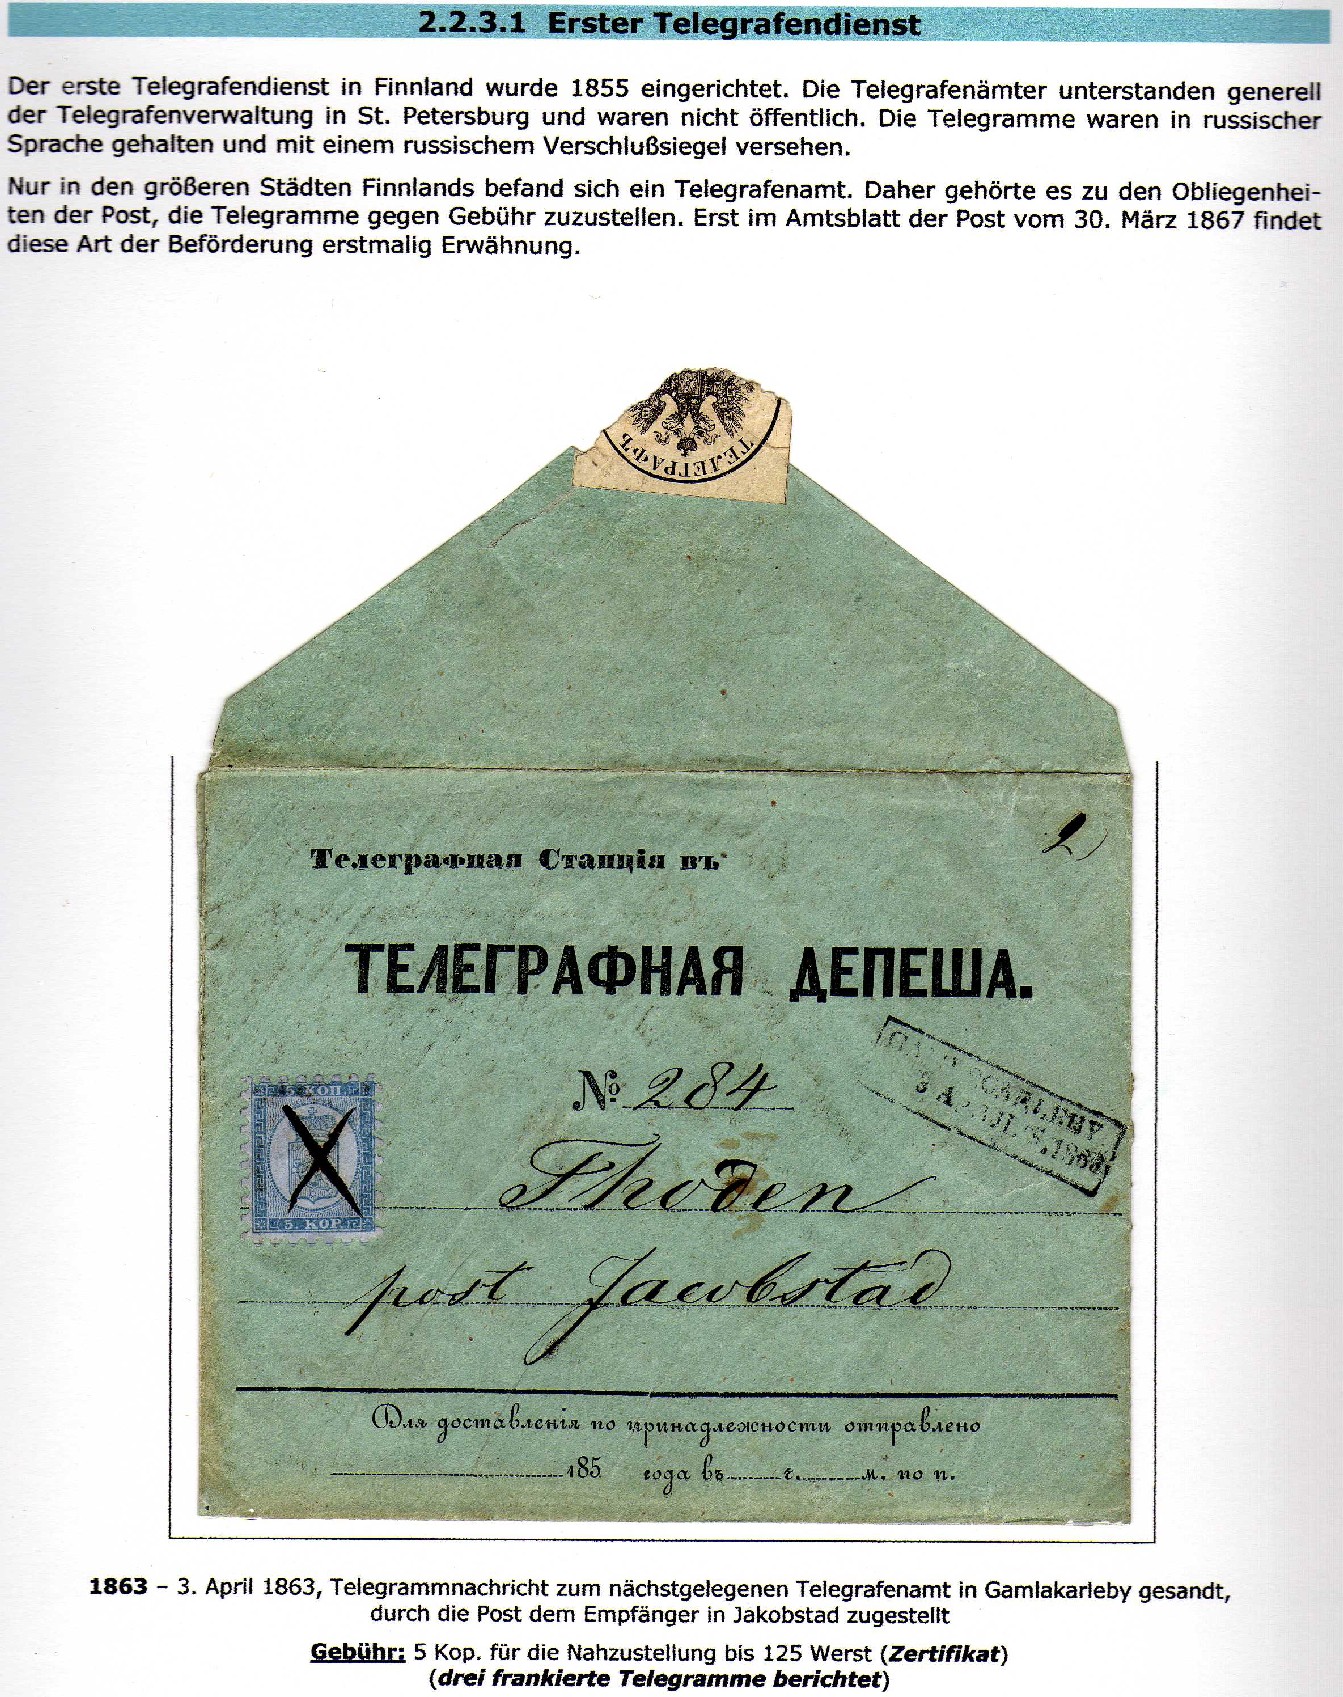 2.2.3.1 Erster Telegrafendienst
Der erste Telegrafendienst in Finnland wurde 1855 eingerichtet. Die Telegrafenämter unterstanden generell
der Telegrafenverwaltung in St. Petersburg und waren nicht öffentlich. Die Telegramme waren in russischer
Sprache gehalten und mit einem russischem Verschlußsiegel versehen.
Nur in den größeren Städten Finnlands befand sich ein Telegrafenamt. Daher gehörte es zu den Obliegenhei-
ten der Post, die Telegramme gegen Gebühr zuzustellen. Erst im Amtsblatt der Post vom 30. März 1867 findet
diese Art der Beförderung erstmalig Erwähnung.
ТЕЛЕГРАФЪ
2)
Телеграфная Станція въ
ТЕЛЕГРАФНАЯ ДЕПЕША.
№ 284
CARLEBY
3 APRIL 1863
5 КОП
5. KOP.
Thoden
post Jacobstad
Для доставленія по принадлежности отправлено
185 года въ ч. м. по п.
1863 – 3. April 1863, Telegrammnachricht zum nächstgelegenen Telegrafenamt in Gamlakarleby gesandt,
durch die Post dem Empfänger in Jakobstad zugestellt
Gebühr: 5 Kop. für die Nahzustellung bis 125 Werst (Zertifikat)
(drei frankierte Telegramme berichtet)